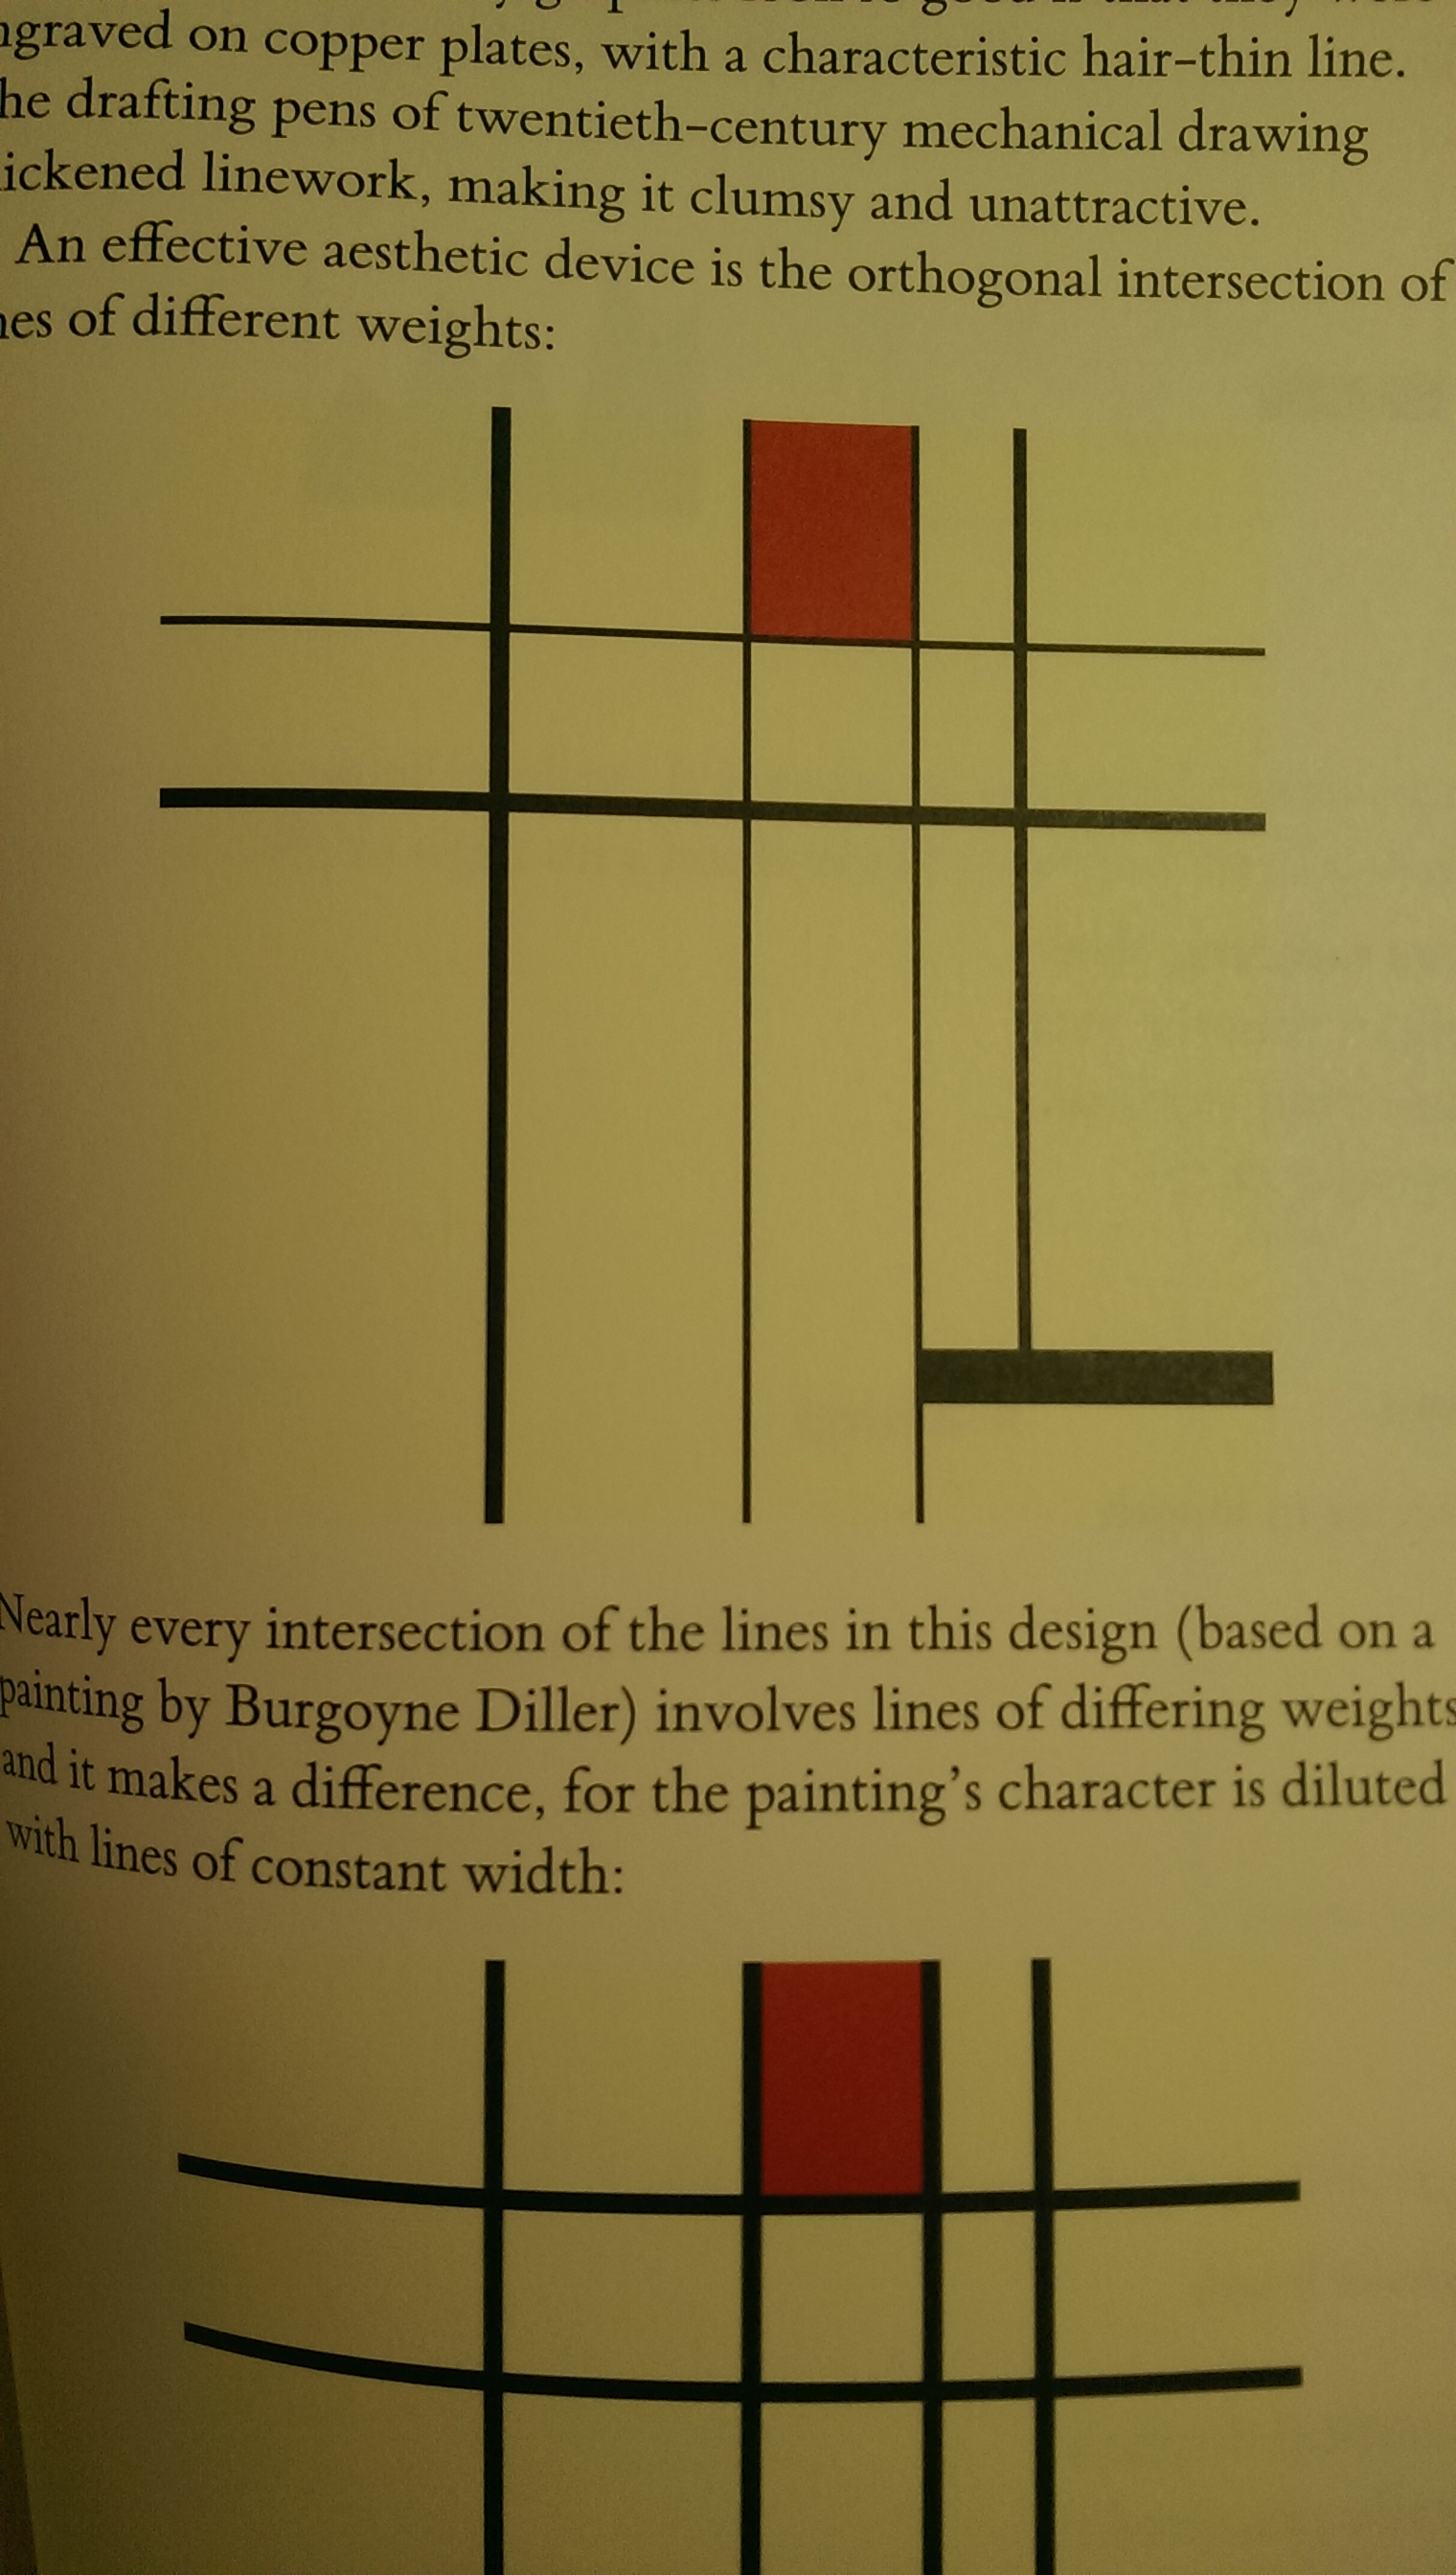 ngraved on copper plates, with a characteristic hair-thin line.
he drafting pens of twentieth-century mechanical drawing
ickened linework, making it clumsy and unattractive.
An effective aesthetic device is the orthogonal intersection of
nes of different weights:
Nearly every intersection of the lines in this design (based on a
painting by Burgoyne Diller) involves lines of differing weights
and it makes a difference, for the painting's character is diluted
with lines of constant width: